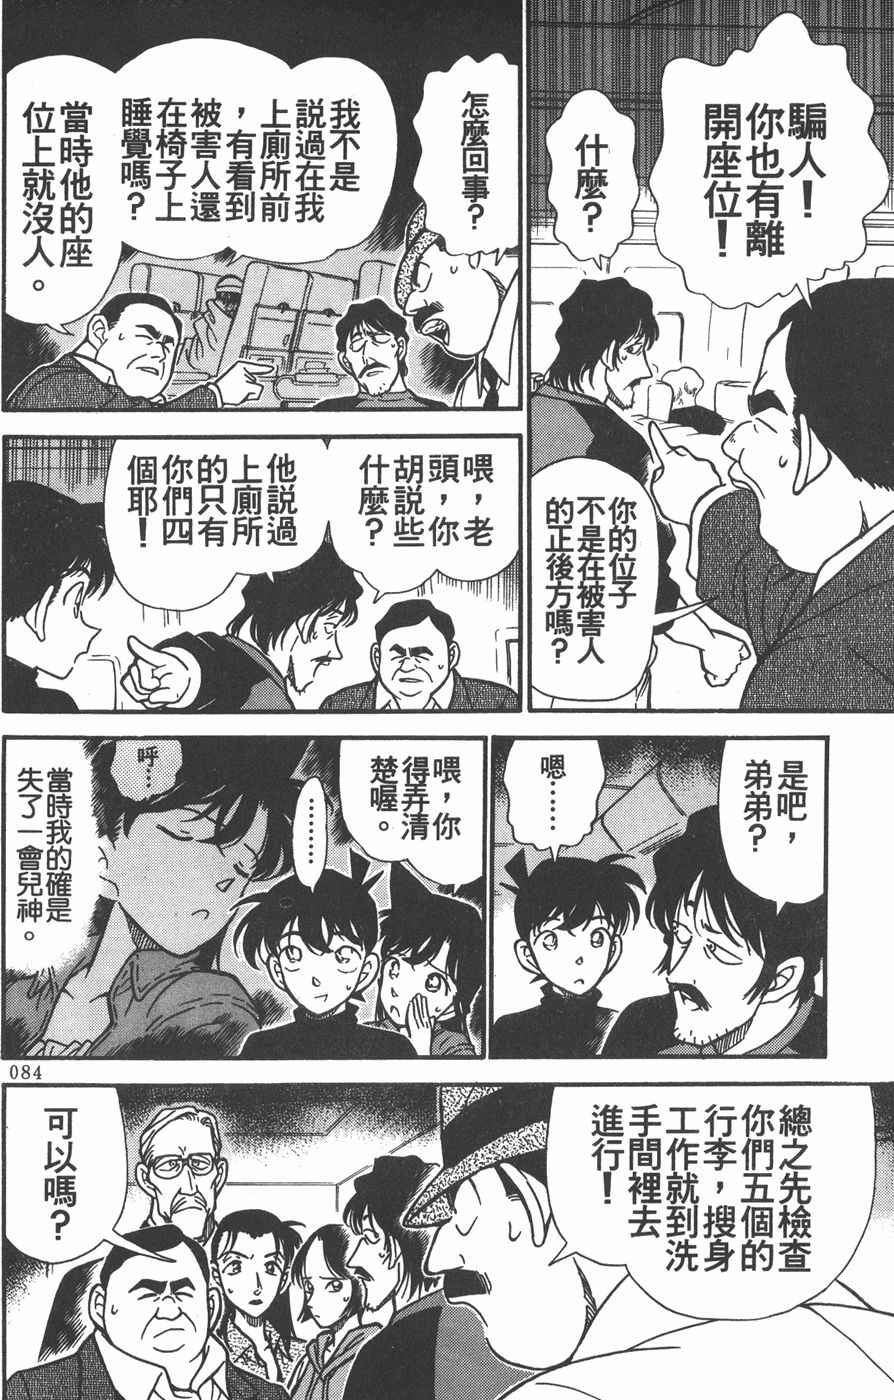 騙人！
你也有離
開座位！
什麼？
你的位子
不是在被害人
的正後方嗎？
怎麼回事？
我不是
說過在我
上廁所前
，有看到
被害人還
在椅子上
睡覺嗎？
當時他的座
位上就沒人。
喂，老
頭，你
胡說些
什麼？
他說過
上廁所
的只有
你們四
個耶！
是吧，
弟弟？
嗯……
喂，你
得弄清
楚喔。
………
呼…
當時我的確是
失了一會兒神。
084
總之先檢查
你們五個的
行李，搜身
工作就到洗
手間裡去
進行！
可以嗎？